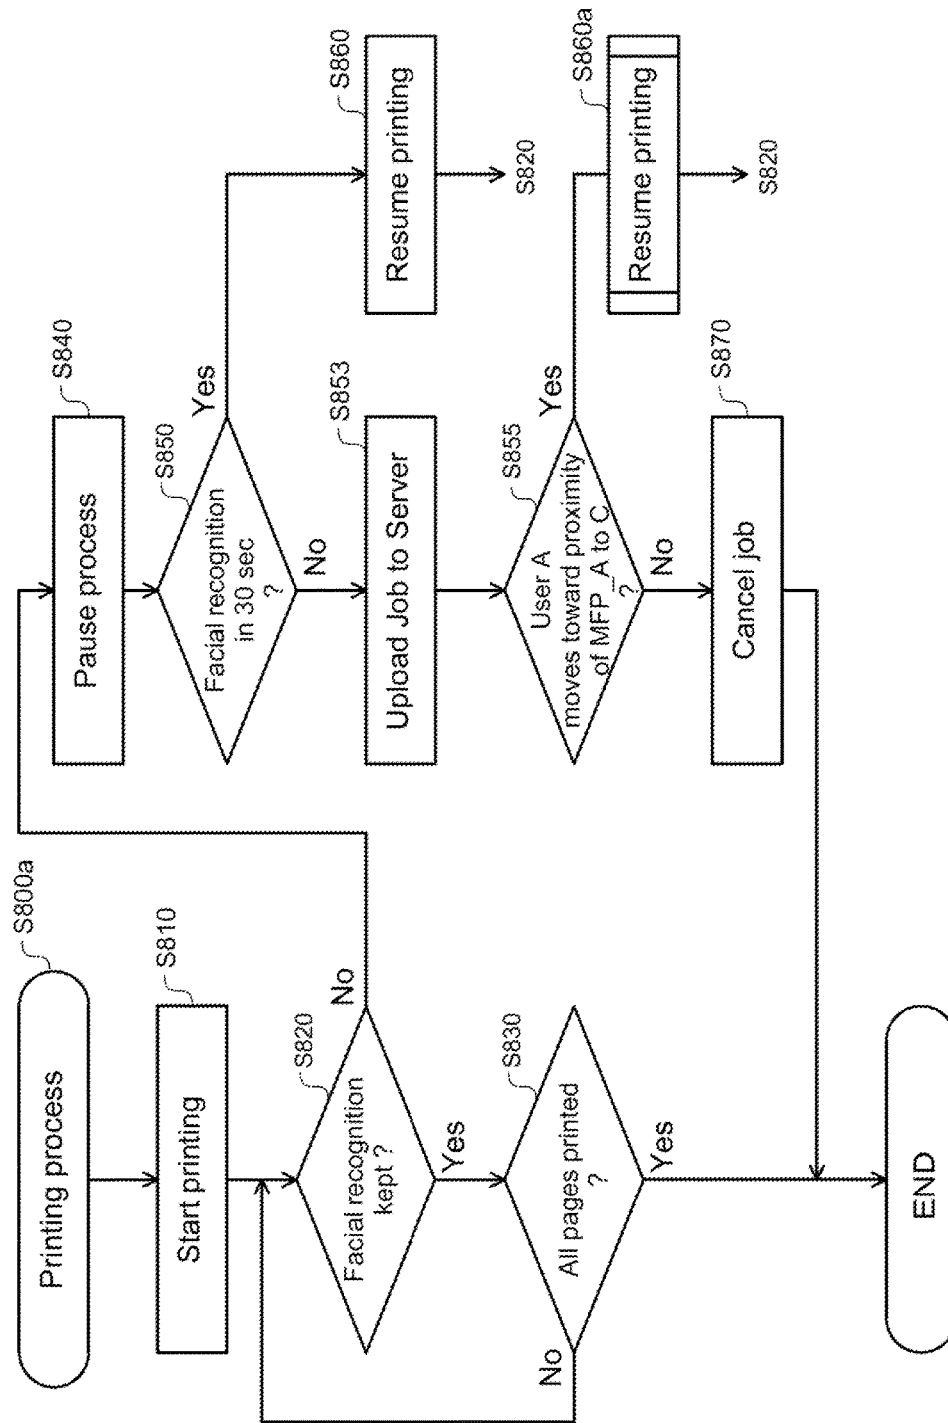 Printing process
S800a
Start printing
S810
Facial recognition
kept ?
S820
No
Yes
All pages printed
?
S830
No
Yes
END
Pause process
S840
Facial recognition
in 30 sec
?
S850
Yes
No
Resume printing
S860
S820
Upload Job to Server
S853
User A
moves toward proximity
of MFP_A to C
?
S855
Yes
No
Resume printing
S860a
S820
Cancel job
S870